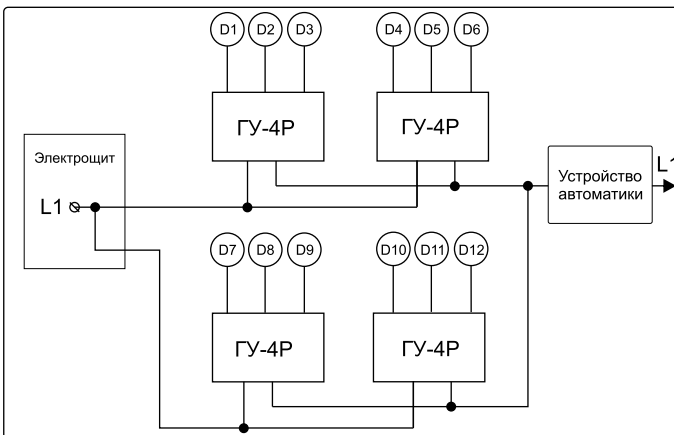 D1 D2 D3 D4 D5 D6
ГУ-4Р ГУ-4Р
Электрощит
L1
Устройство
автоматики
L1
D7 D8 D9 D10 D11 D12
ГУ-4Р ГУ-4Р